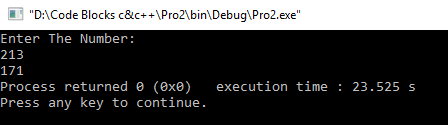 "D:\Code Blocks c&c++\Pro2\bin\Debug\Pro2.exe"
Enter The Number:
213
171
Process returned 0 (0x0)   execution time : 23.525 s
Press any key to continue.